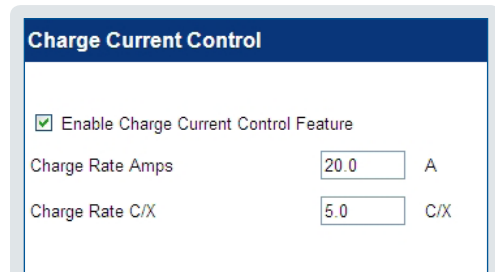 Charge Current Control
Enable Charge Current Control Feature
Charge Rate Amps 20.0 A
Charge Rate C/X 5.0 C/X